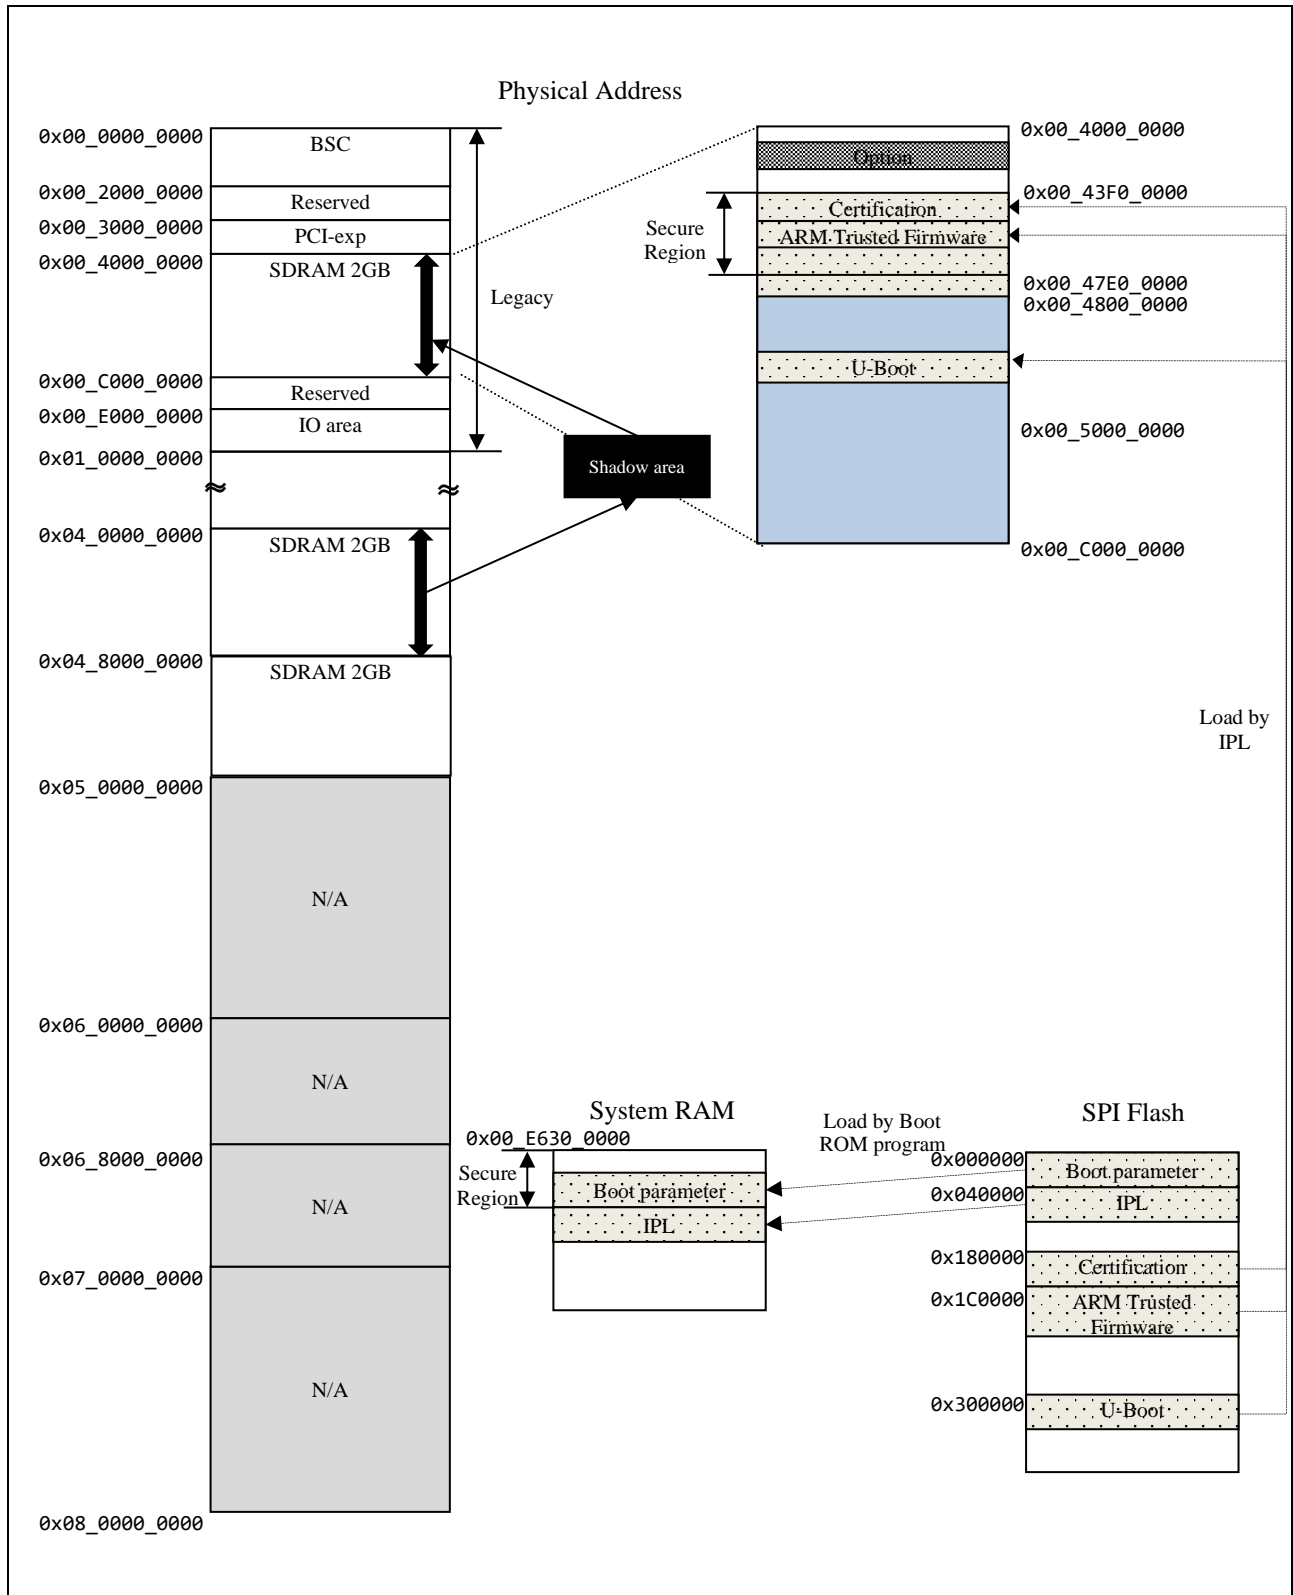 Physical Address
0x00_0000_0000
BSC
0x00_2000_0000
Reserved
0x00_3000_0000
PCI-exp
0x00_4000_0000
SDRAM 2GB
Legacy
0x00_C000_0000
Reserved
0x00_E000_0000
IO area
0x01_0000_0000
Shadow area
0x04_0000_0000
SDRAM 2GB
0x04_8000_0000
SDRAM 2GB
0x05_0000_0000
N/A
0x06_0000_0000
N/A
0x06_8000_0000
N/A
0x07_0000_0000
N/A
0x08_0000_0000
0x00_4000_0000
Option
0x00_43F0_0000
Secure
Region
Certification
ARM Trusted Firmware
0x00_47E0_0000
0x00_4800_0000
U-Boot
0x00_5000_0000
0x00_C000_0000
Load by
IPL
System RAM
0x00_E630_0000
Secure
Region
Boot parameter
IPL
Load by Boot
ROM program
SPI Flash
0x000000
Boot parameter
0x040000
IPL
0x180000
Certification
0x1C0000
ARM Trusted
Firmware
0x300000
U-Boot